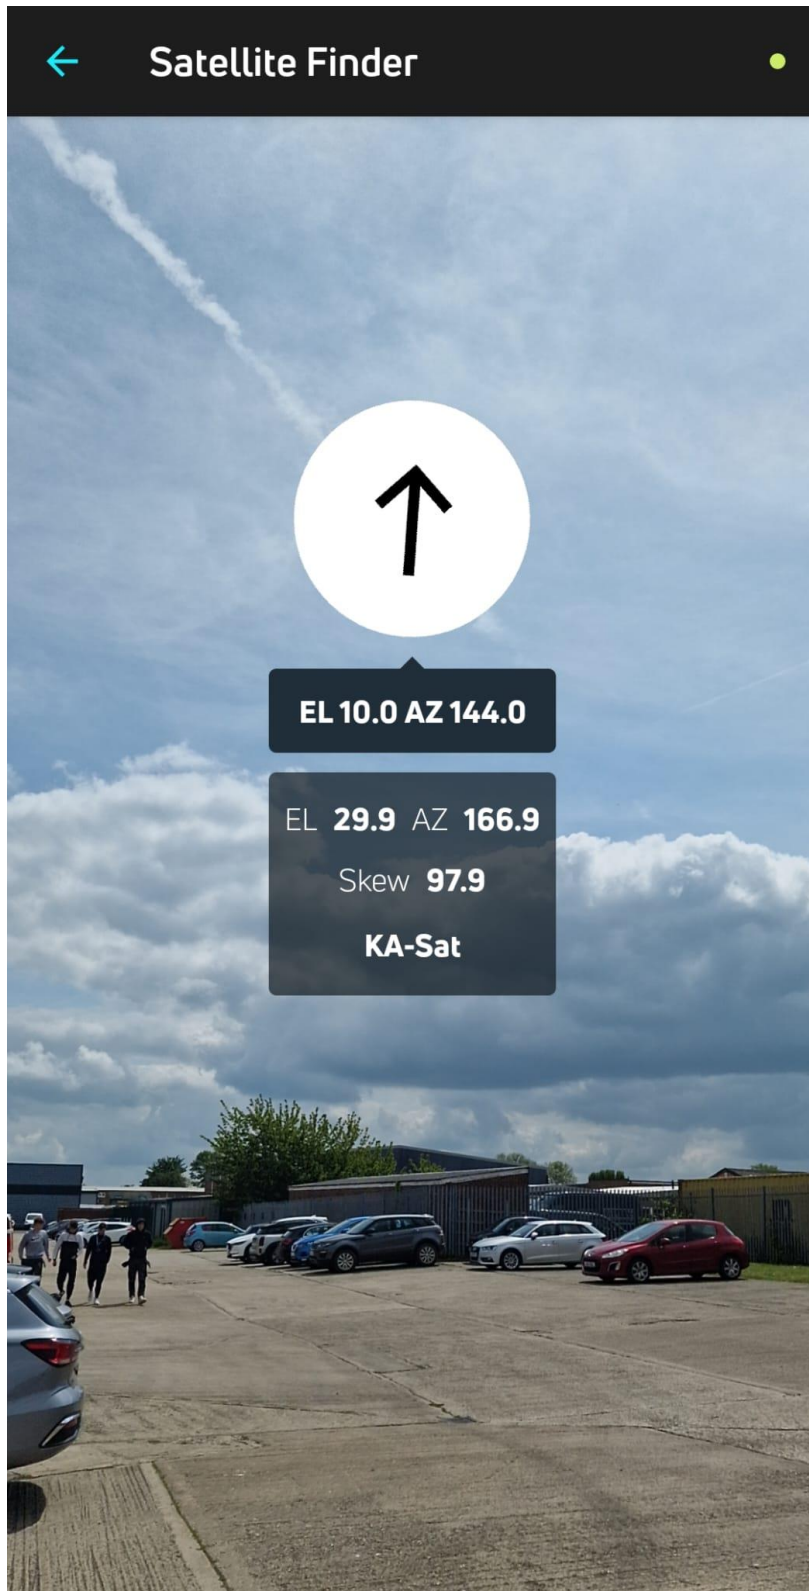 Satellite Finder
EL 10.0 AZ 144.0
EL 29.9 AZ 166.9
Skew 97.9
KA-Sat